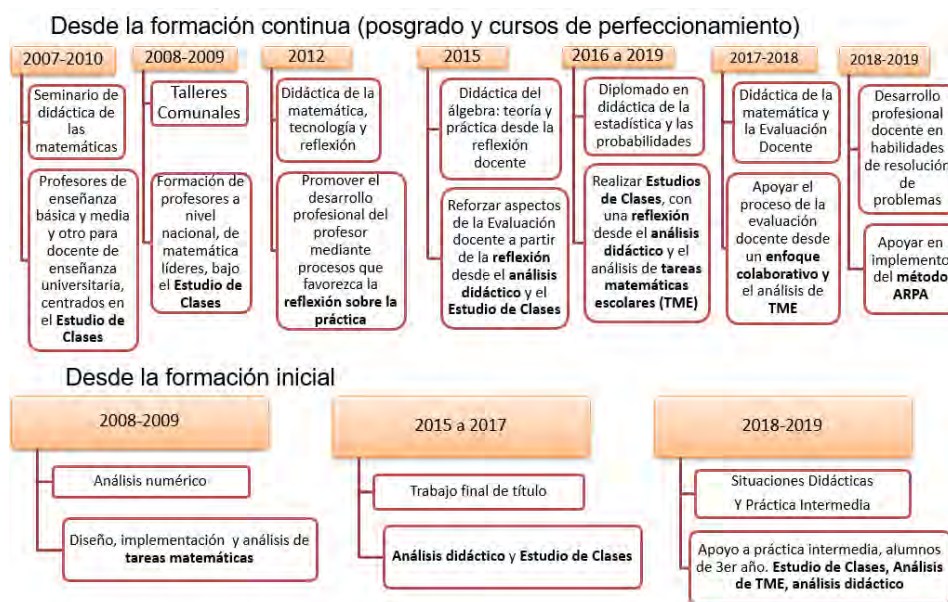 Desde la formación continua (posgrado y cursos de perfeccionamiento)
2007-2010
Seminario de
didáctica de
las
matemáticas
Profesores de
enseñanza
básica y media
y otro para
docente de
enseñanza
universitaria,
centrados en
el Estudio de
Clases
2008-2009
Talleres
Comunales
Formación de
profesores a
nivel
nacional, de
matemática
líderes, bajo
el Estudio de
Clases
2012
Didáctica de la
matemática,
tecnología y
reflexión
Promover el
desarrollo
profesional del
profesor mediante
procesos que
favorezca la
reflexión sobre la
práctica
2015
Didáctica del
álgebra: teoría y
práctica desde la
reflexión
docente
Reforzar aspectos
de la Evaluación
docente a partir
de la reflexión
desde el análisis
didáctico y el
Estudio de Clases
2016 a 2019
Diplomado en
didáctica de la
estadística y las
probabilidades
Realizar Estudios
de Clases, con
una reflexión
desde el análisis
didáctico y el
análisis de tareas
matemáticas
escolares (TME)
2017-2018
Didáctica de la
matemática y
la Evaluación
Docente
Apoyar el
proceso de la
evaluación
docente desde
un enfoque
colaborativo y
el análisis de
TME
2018-2019
Desarrollo
profesional
docente en
habilidades
de resolución
de
problemas
Apoyar en
implemento
del método
ARPA
Desde la formación inicial
2008-2009
Análisis numérico
Diseño, implementación y análisis de
tareas matemáticas
2015 a 2017
Trabajo final de título
Análisis didáctico y Estudio de Clases
2018-2019
Situaciones Didácticas
Y Práctica Intermedia
Apoyo a práctica intermedia, alumnos
de 3er año. Estudio de Clases, Análisis
de TME, análisis didáctico